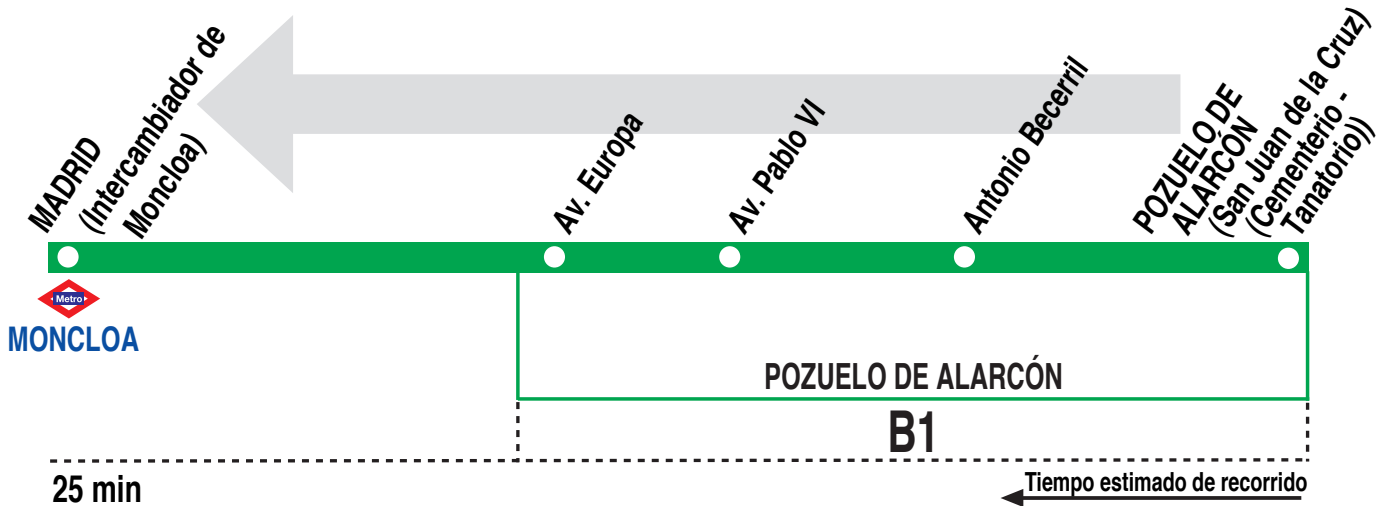 MADRID
(Intercambiador de
Moncloa)
Av. Europa
Av. Pablo VI
Antonio Becerril
POZUELO DE
ALARCÓN
(San Juan de la Cruz)
(Cementerio -
Tanatorio))
Metro
MONCLOA
POZUELO DE ALARCÓN
B1
25 min
Tiempo estimado de recorrido